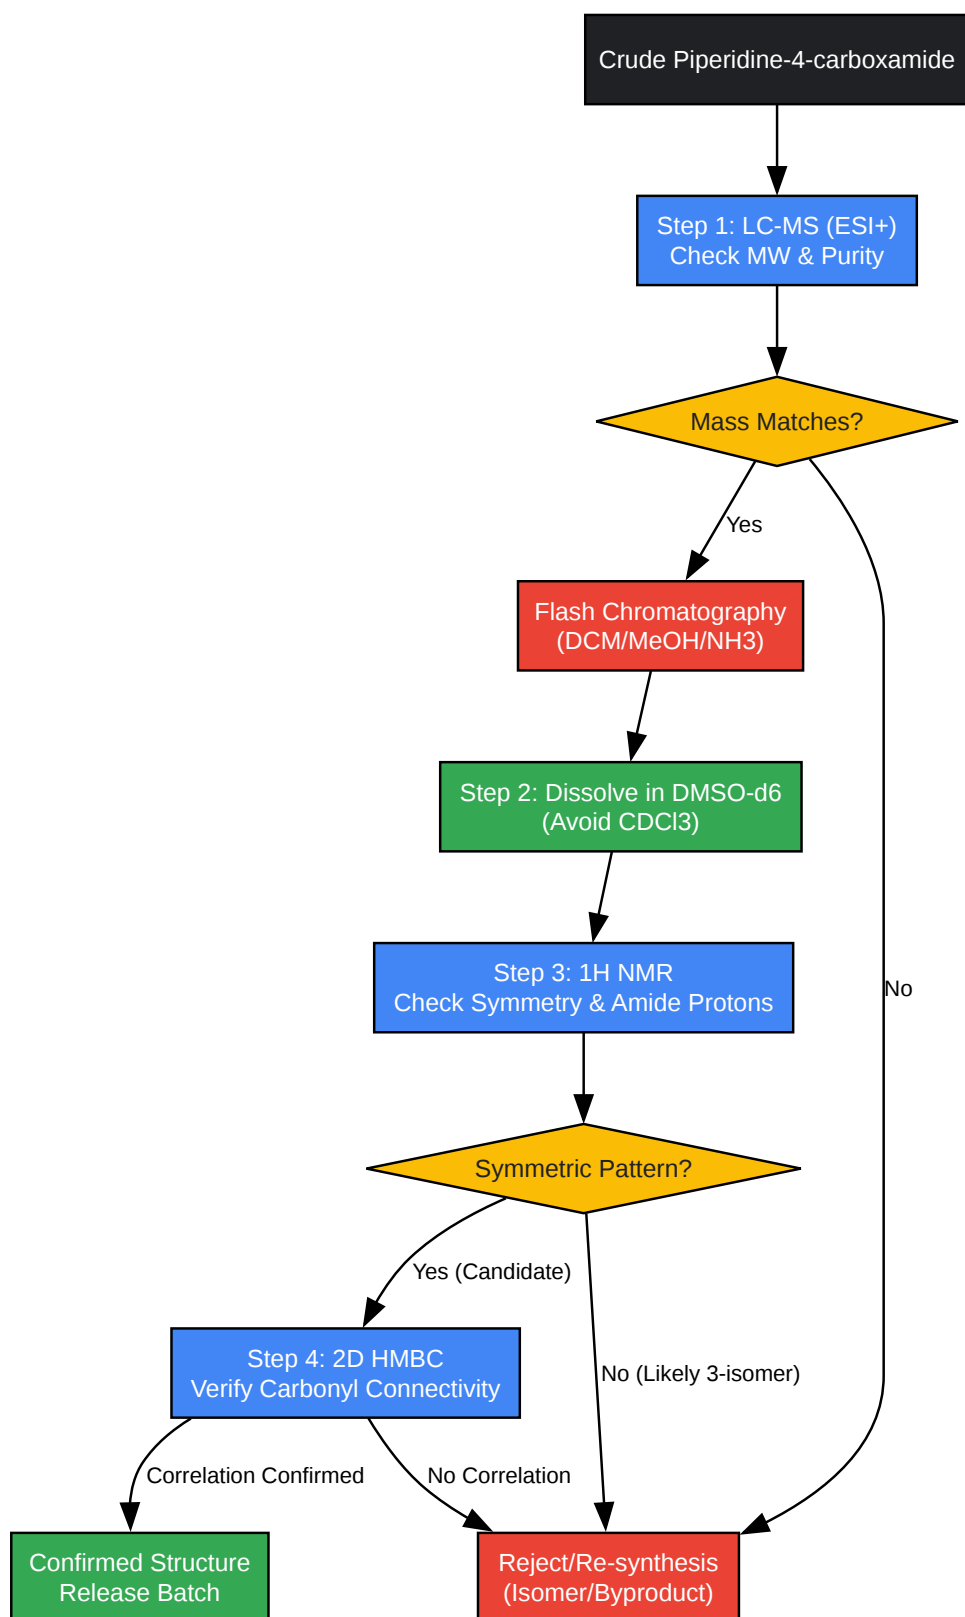 Crude Piperidine-4-carboxamide
Step 1: LC-MS (ESI+)
Check MW & Purity
Mass Matches?
Yes
Flash Chromatography
(DCM/MeOH/NH3)
Step 2: Dissolve in DMSO-d6
(Avoid CDCl3)
Step 3: 1H NMR
Check Symmetry & Amide Protons
No
Symmetric Pattern?
Yes (Candidate)
Step 4: 2D HMBC
Verify Carbonyl Connectivity
No (Likely 3-isomer)
Correlation Confirmed
No Correlation
Confirmed Structure
Release Batch
Reject/Re-synthesis
(Isomer/Byproduct)